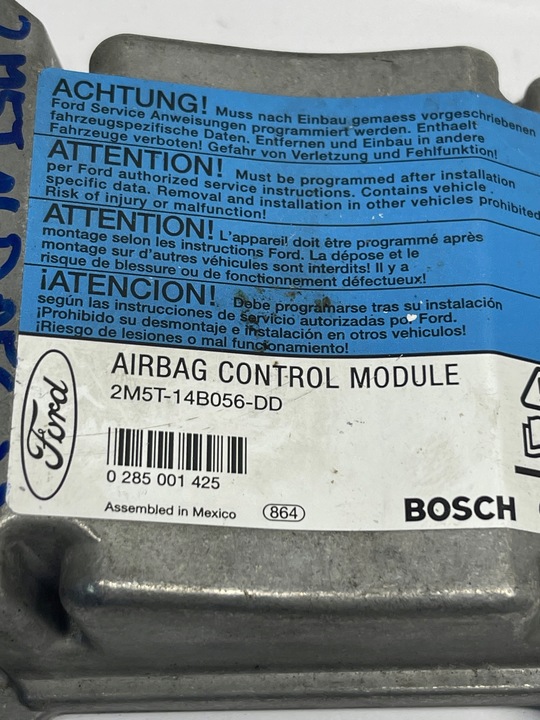 ACHTUNG! Muss nach Einbau gemaess vorgeschriebenen
Ford Service Anweisungen programmiert werden. Enthaelt
fahrzeugspezifische Daten. Entfernen und Einbau in andere
Fahrzeuge verboten! Gefahr von Verletzung und Fehlfunktion!
ATTENTION! Must be programmed after installation
per Ford authorized service instructions. Contains vehicle
specific data. Removal and installation in other vehicles prohibited
Risk of injury or malfunction!
ATTENTION! L'appareil doit être programmé après
montage selon les instructions Ford. La dépose et le
montage sur d'autres véhicules sont interdits! Il y a
risque de blessure ou de fonctionnement défectueux!
¡ATENCION! Debe programarse tras su instalación
según las instrucciones de servicio autorizadas por Ford.
¡Prohibido su desmontaje e instalación en otros vehiculos!
¡Riesgo de lesiones o mal funcionamiento!
Ford
AIRBAG CONTROL MODULE
2M5T-14B056-DD
0 285 001 425
Assembled in Mexico 864
BOSCH